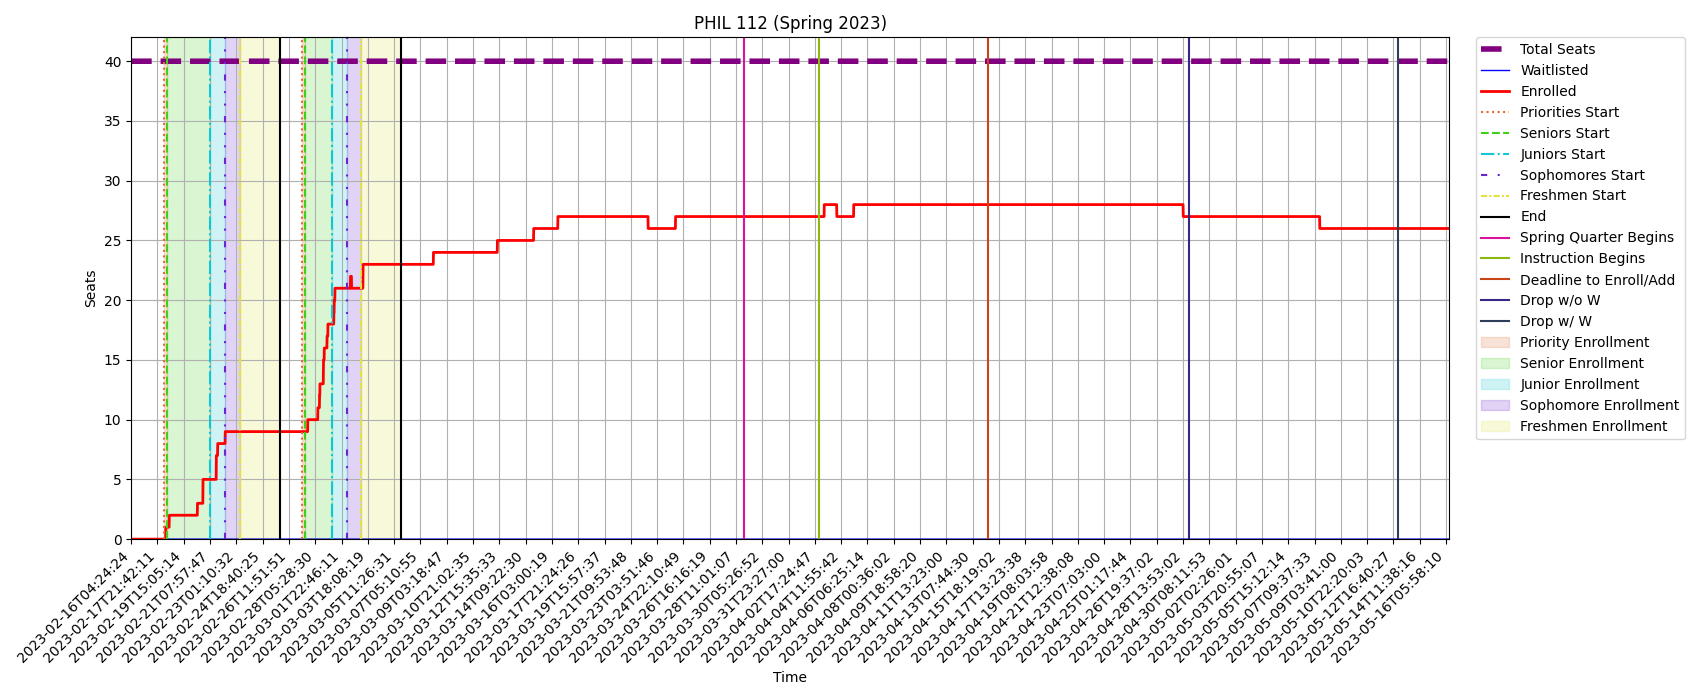 PHIL 112 (Spring 2023)
Seats
40
35
30
25
20
15
10
5
0
2023-02-16T04:24:24
2023-02-17T21:42:11
2023-02-19T15:05:14
2023-02-21T07:57:47
2023-02-23T01:10:32
2023-02-24T18:40:25
2023-02-26T11:51:51
2023-02-28T05:28:30
2023-03-01T22:46:11
2023-03-03T18:08:19
2023-03-05T11:26:31
2023-03-07T05:10:55
2023-03-09T03:18:47
2023-03-10T21:02:35
2023-03-12T15:35:33
2023-03-14T09:22:30
2023-03-16T03:00:19
2023-03-17T21:24:26
2023-03-19T15:57:37
2023-03-21T09:53:48
2023-03-23T03:51:46
2023-03-24T22:10:49
2023-03-26T16:16:19
2023-03-28T11:01:07
2023-03-30T05:26:52
2023-03-31T23:27:00
2023-04-02T17:24:47
2023-04-04T11:55:42
2023-04-06T06:25:14
2023-04-08T00:36:02
2023-04-09T18:58:20
2023-04-11T13:23:00
2023-04-13T07:44:30
2023-04-15T18:19:02
2023-04-17T13:23:38
2023-04-19T08:03:58
2023-04-21T12:38:08
2023-04-23T07:03:00
2023-04-25T01:17:44
2023-04-26T19:37:02
2023-04-28T13:53:02
2023-04-30T08:11:53
2023-05-02T02:26:01
2023-05-03T20:55:07
2023-05-05T15:12:14
2023-05-07T09:37:33
2023-05-09T03:41:00
2023-05-10T22:20:03
2023-05-12T16:40:27
2023-05-14T11:38:16
2023-05-16T05:58:10
Time
Total Seats
Waitlisted
Enrolled
Priorities Start
Seniors Start
Juniors Start
Sophomores Start
Freshmen Start
End
Spring Quarter Begins
Instruction Begins
Deadline to Enroll/Add
Drop w/o W
Drop w/ W
Priority Enrollment
Senior Enrollment
Junior Enrollment
Sophomore Enrollment
Freshmen Enrollment